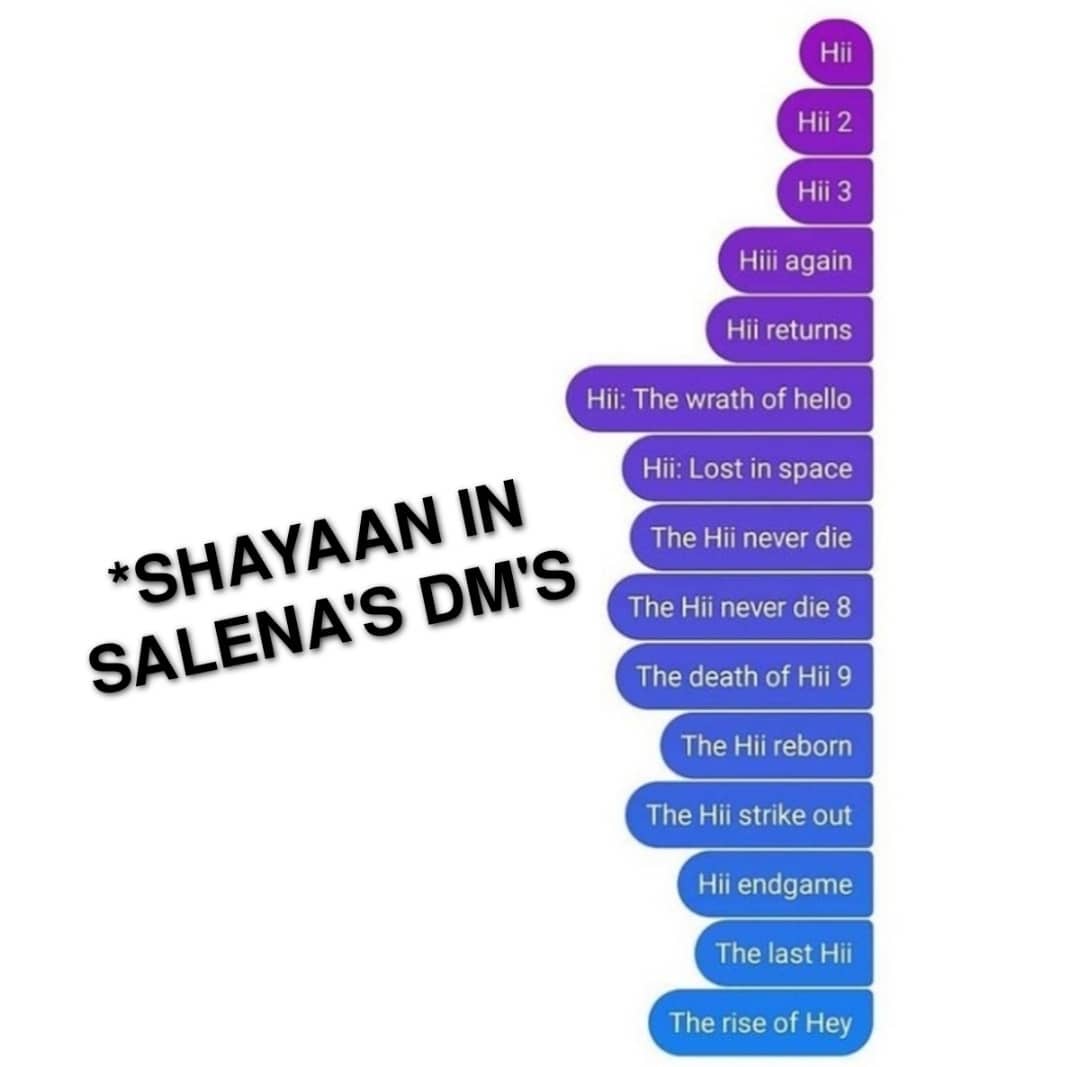 Hii
Hii 2
Hii 3
Hiii again
Hii returns
Hii: The wrath of hello
Hii: Lost in space
The Hii never die
The Hii never die 8
The death of Hii 9
The Hii reborn
The Hii strike out
Hii endgame
The last Hii
The rise of Hey
*SHAYAAN IN
SALENA'S DM'S